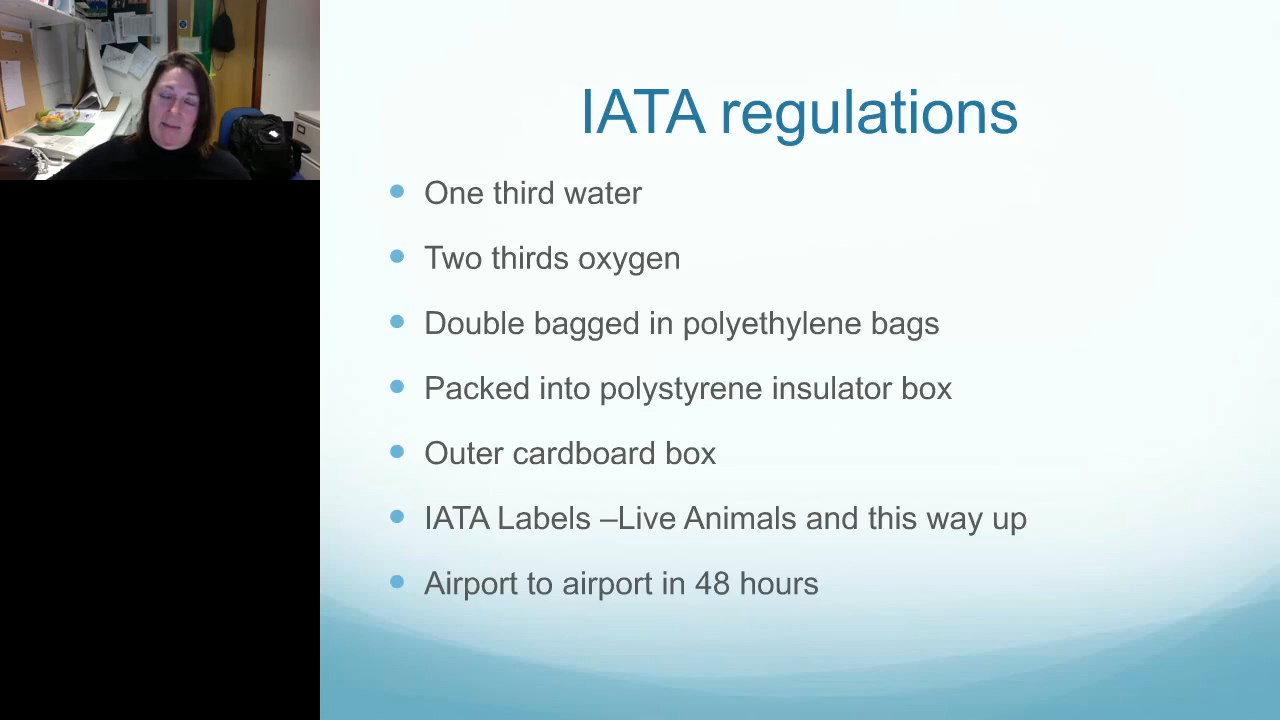 IATA regulations
One third water
Two thirds oxygen
Double bagged in polyethylene bags
Packed into polystyrene insulator box
Outer cardboard box
IATA Labels –Live Animals and this way up
Airport to airport in 48 hours